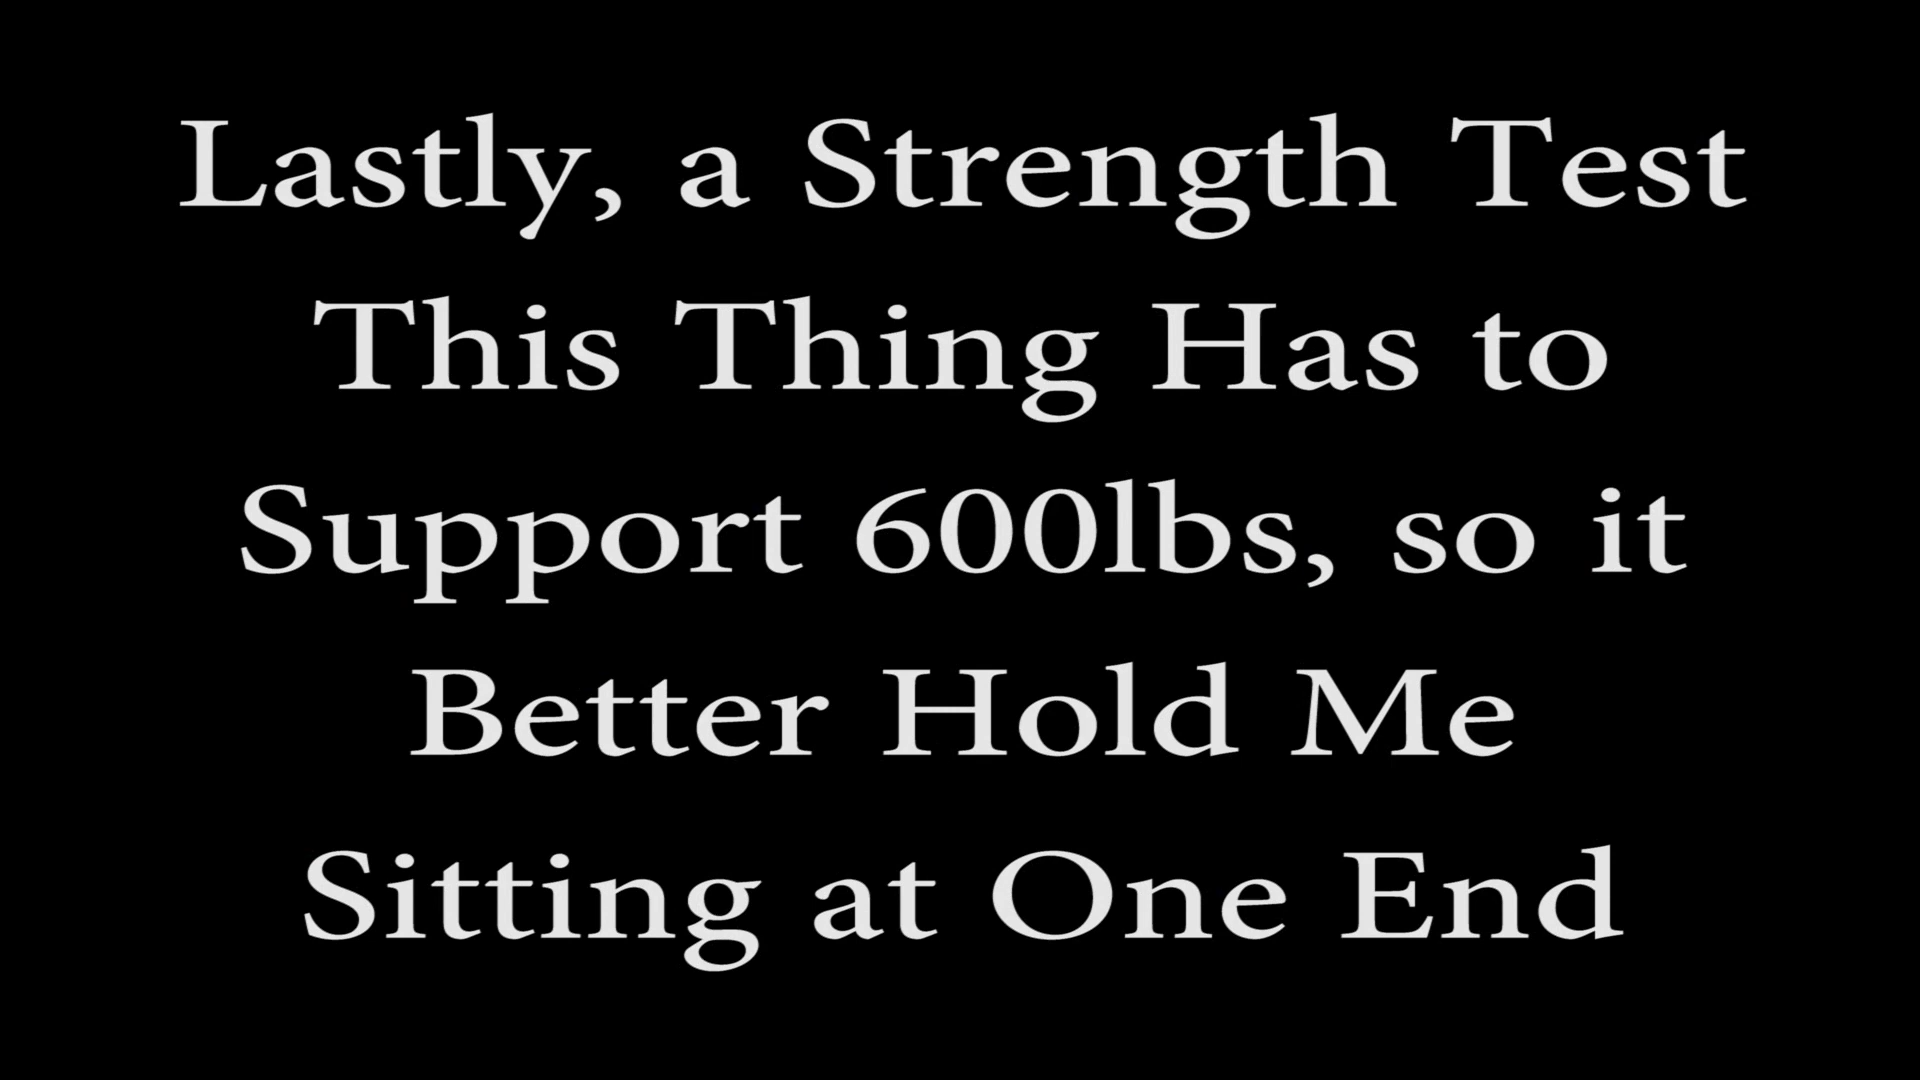 Lastly, a Strength Test
This Thing Has to
Support 600lbs, so it
Better Hold Me
Sitting at One End